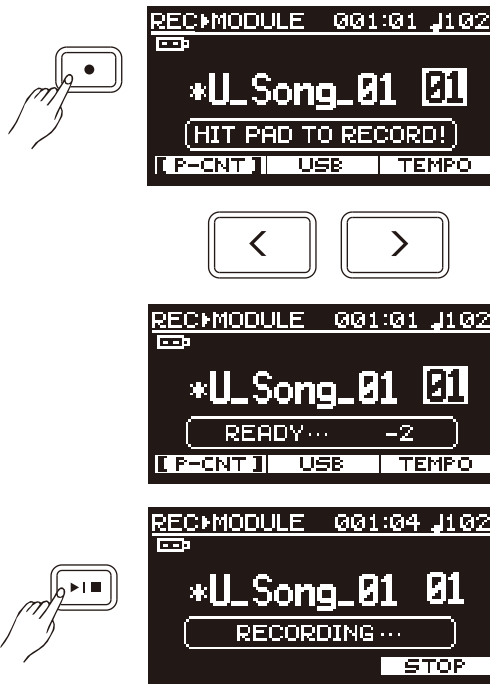 REC▸MODULE 001:01 ♩102
*U_Song_01 01
HIT PAD TO RECORD!
[P-CNT] USB TEMPO
< >
REC▸MODULE 001:01 ♩102
*U_Song_01 01
READY··· -2
[P-CNT] USB TEMPO
REC▸MODULE 001:04 ♩102
*U_Song_01 01
RECORDING···
STOP